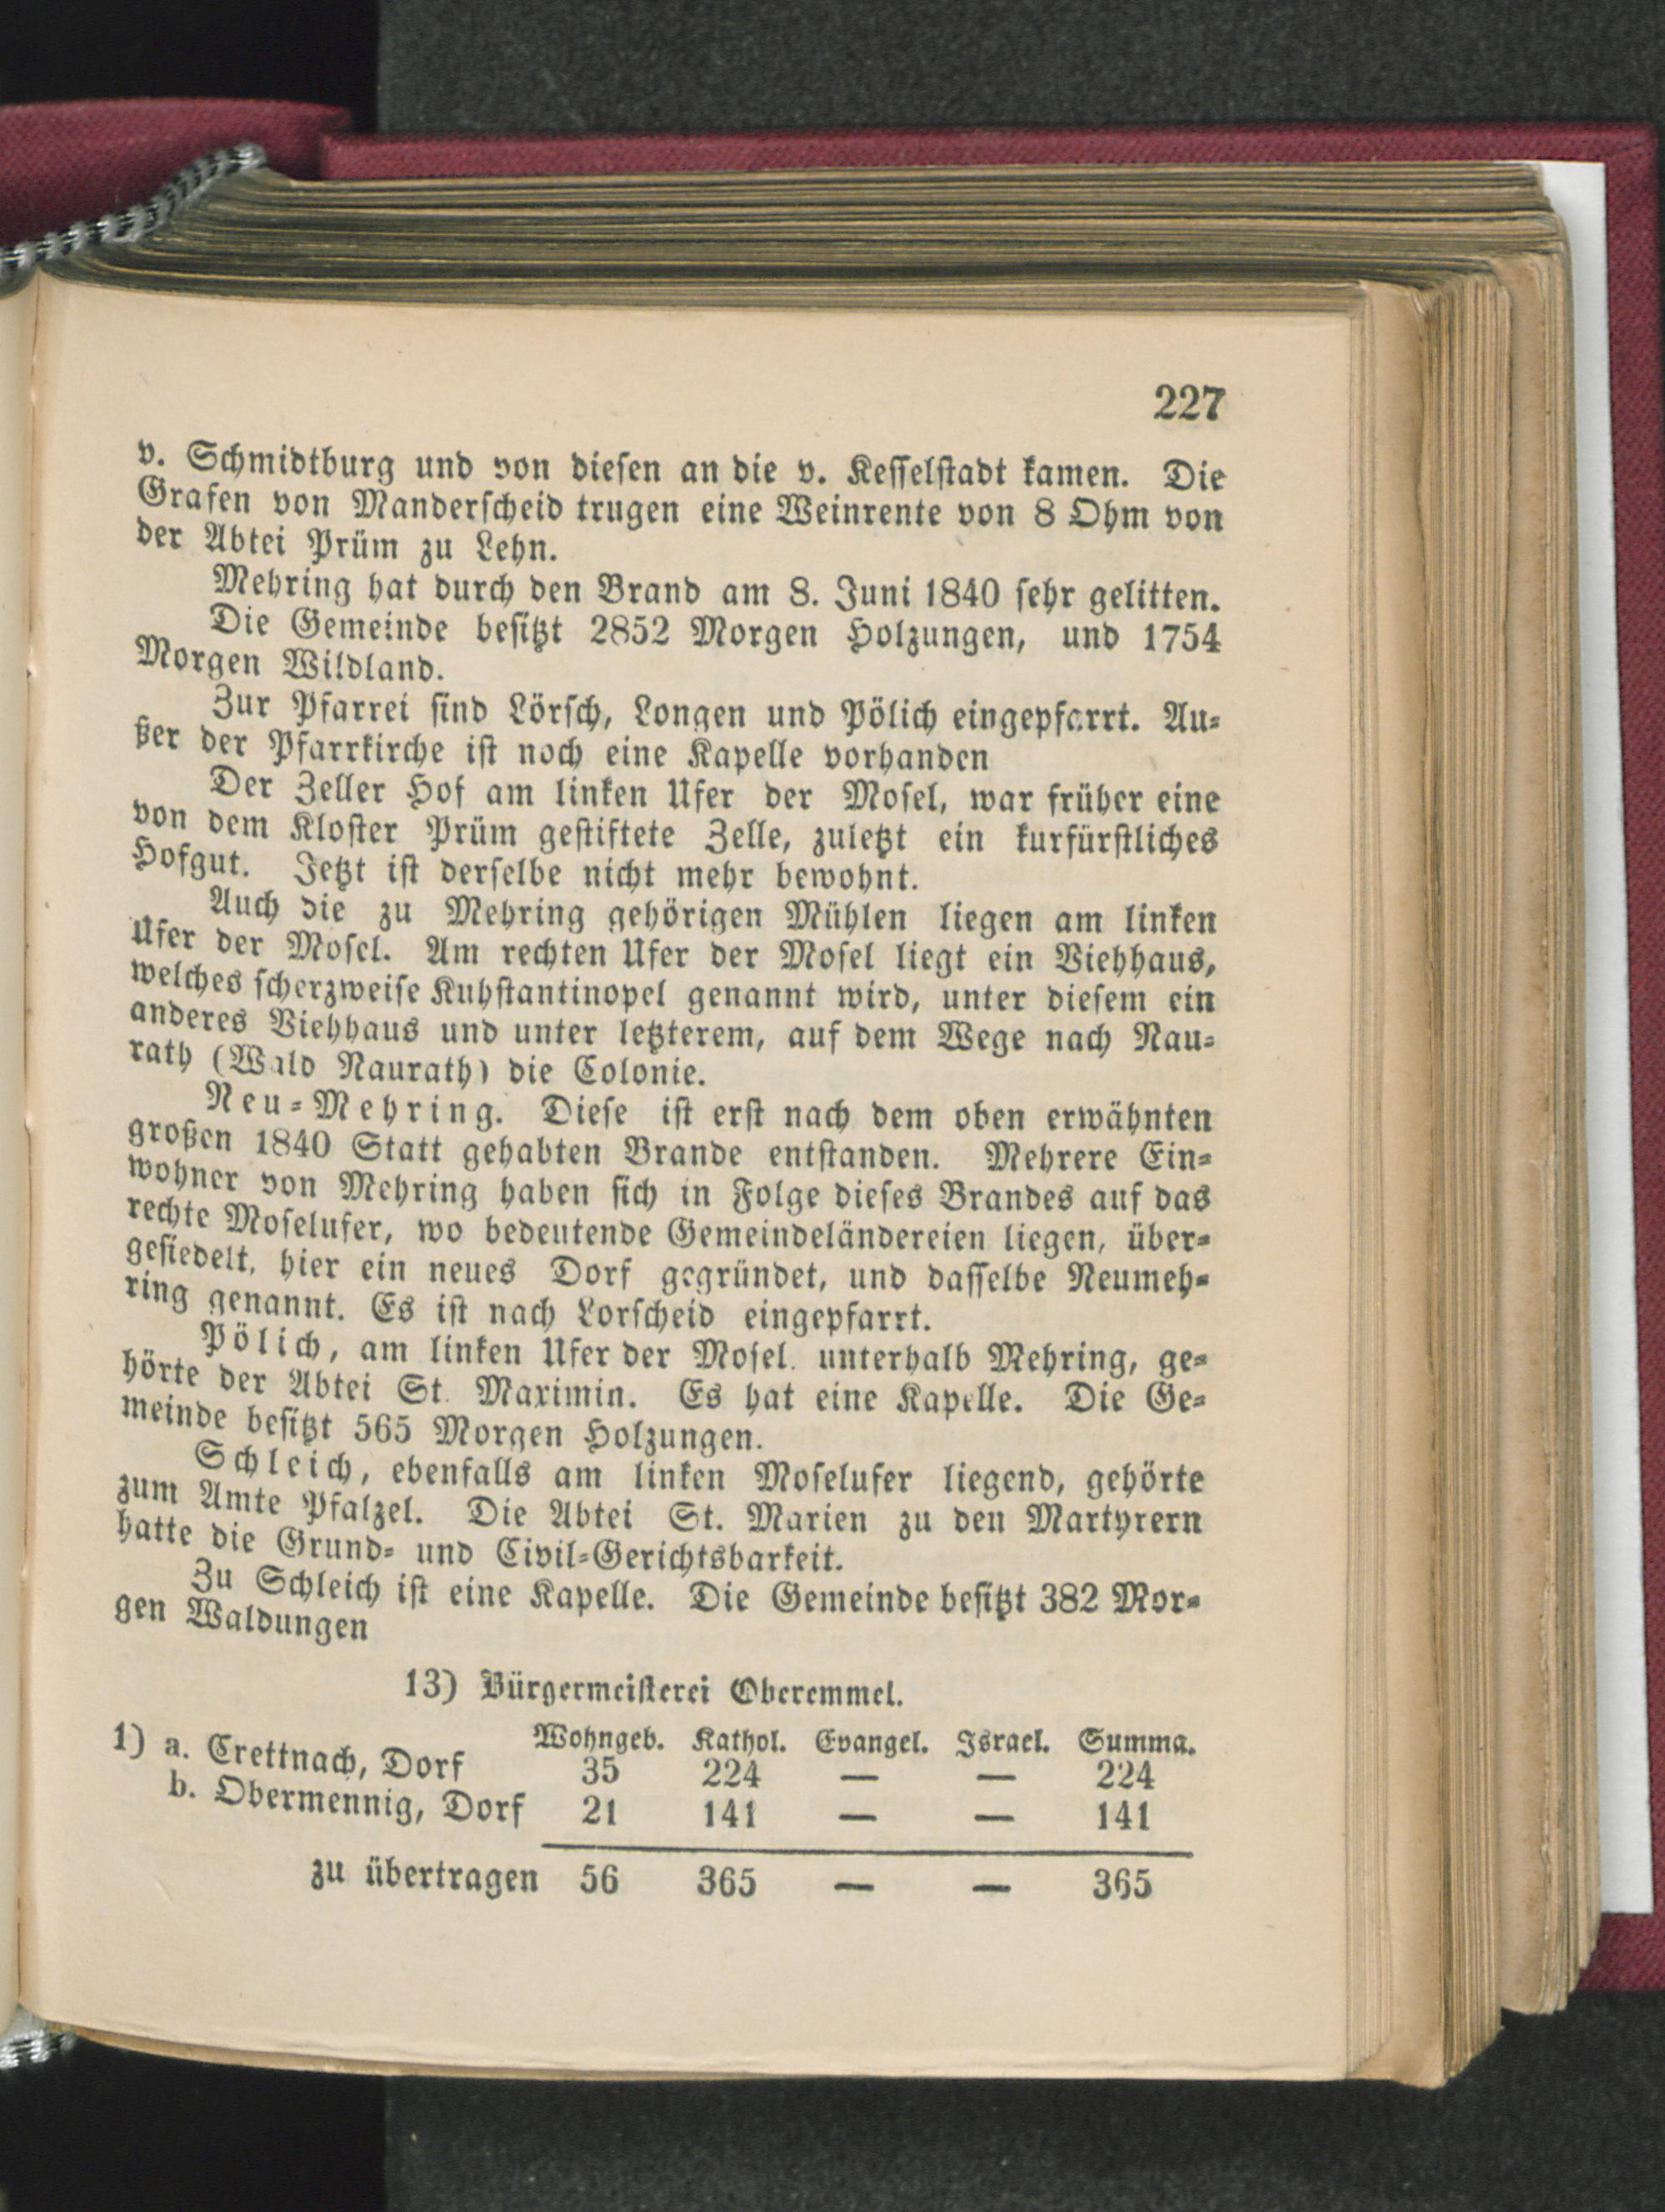 227
v. Schmidtburg und von diesen an die v. Kesselstadt kamen. Die
Grafen von Manderscheid trugen eine Weinrente von 8 Ohm von
der Abtei Prüm zu Lehn.
Mehring hat durch den Brand am 8. Juni 1840 sehr gelitten.
Die Gemeinde besitzt 2852 Morgen Holzungen, und 1754
Morgen Wildland.
Zur Pfarrei sind Lörsch, Longen und Pölich eingepfarrt. Au-
ßer der Pfarrkirche ist noch eine Kapelle vorhanden
Der Zeller Hof am linken Ufer der Mosel, war früher eine
von dem Kloster Prüm gestiftete Zelle, zuletzt ein kurfürstliches
Hofgut. Jetzt ist derselbe nicht mehr bewohnt.
Auch die zu Mehring gehörigen Mühlen liegen am linken
Ufer der Mosel. Am rechten Ufer der Mosel liegt ein Viehhaus,
welches scherzweise Kuhstantinopel genannt wird, unter diesem ein
anderes Viehhaus und unter letzterem, auf dem Wege nach Nau-
rath (Wald Naurath) die Colonie.
Neu-Mehring. Diese ist erst nach dem oben erwähnten
großen 1840 Statt gehabten Brande entstanden. Mehrere Ein-
wohner von Mehring haben sich in Folge dieses Brandes auf das
rechte Moselufer, wo bedeutende Gemeindeländereien liegen, über-
gesiedelt, hier ein neues Dorf gegründet, und dasselbe Neumeh-
ring genannt. Es ist nach Lorscheid eingepfarrt.
Pölich, am linken Ufer der Mosel. unterhalb Mehring, ge-
hörte der Abtei St. Maximin. Es hat eine Kapelle. Die Ge-
meinde besitzt 565 Morgen Holzungen.
Schleich, ebenfalls am linken Moselufer liegend, gehörte
zum Amte Pfalzel. Die Abtei St. Marien zu den Martyrern
hatte die Grund- und Civil-Gerichtsbarkeit.
Zu Schleich ist eine Kapelle. Die Gemeinde besitzt 382 Mor-
gen Waldungen
13) Bürgermeisterei Oberemmel.
Wohngeb. Kathol. Evangel. Israel. Summa.
1) a. Crettnach, Dorf 35 224 — — 224
b. Obermennig, Dorf 21 141 — — 141
zu übertragen 56 365 — — 365